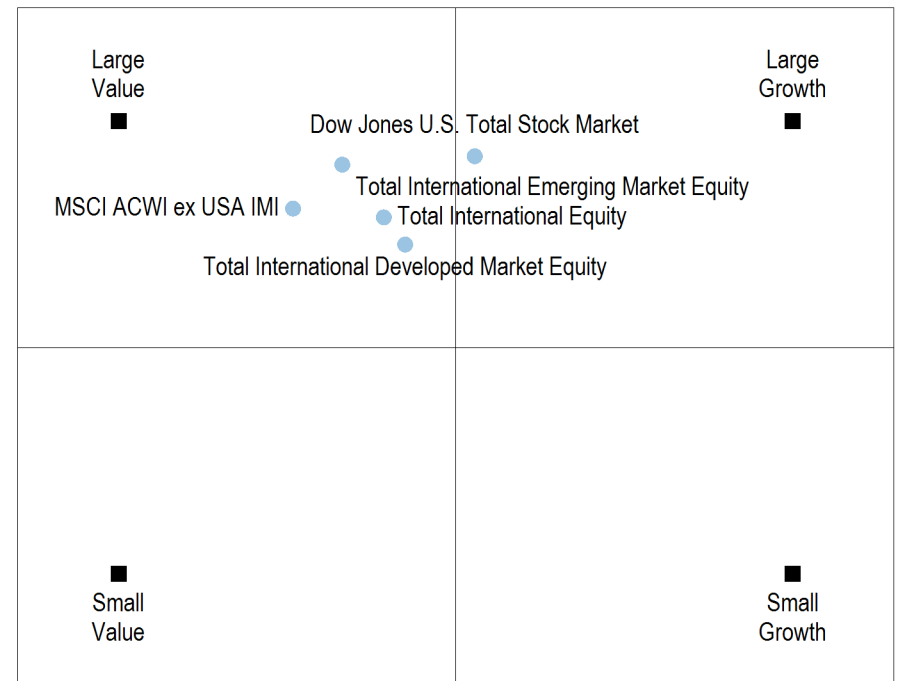 Large
Value
Large
Growth
Dow Jones U.S. Total Stock Market
Total International Emerging Market Equity
MSCI ACWI ex USA IMI
Total International Equity
Total International Developed Market Equity
Small
Value
Small
Growth